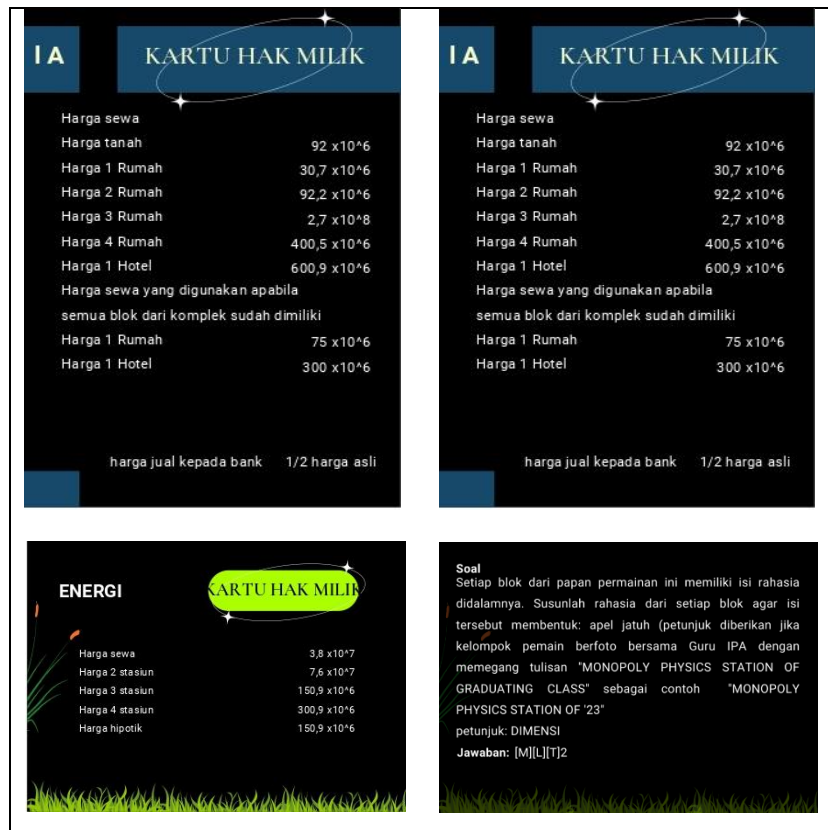 IA
KARTU HAK MILIK
Harga sewa
Harga tanah 92 x10^6
Harga 1 Rumah 30,7 x10^6
Harga 2 Rumah 92,2 x10^6
Harga 3 Rumah 2,7 x10^8
Harga 4 Rumah 400,5 x10^6
Harga 1 Hotel 600,9 x10^6
Harga sewa yang digunakan apabila
semua blok dari komplek sudah dimiliki
Harga 1 Rumah 75 x10^6
Harga 1 Hotel 300 x10^6
harga jual kepada bank 1/2 harga asli
IA
KARTU HAK MILIK
Harga sewa
Harga tanah 92 x10^6
Harga 1 Rumah 30,7 x10^6
Harga 2 Rumah 92,2 x10^6
Harga 3 Rumah 2,7 x10^8
Harga 4 Rumah 400,5 x10^6
Harga 1 Hotel 600,9 x10^6
Harga sewa yang digunakan apabila
semua blok dari komplek sudah dimiliki
Harga 1 Rumah 75 x10^6
Harga 1 Hotel 300 x10^6
harga jual kepada bank 1/2 harga asli
ENERGI
KARTU HAK MILIK
Harga sewa 3,8 x10^7
Harga 2 stasiun 7,6 x10^7
Harga 3 stasiun 150,9 x10^6
Harga 4 stasiun 300,9 x10^6
Harga hipotik 150,9 x10^6
Soal
Setiap blok dari papan permainan ini memiliki isi rahasia
didalamnya. Susunlah rahasia dari setiap blok agar isi
tersebut membentuk: apel jatuh (petunjuk diberikan jika
kelompok pemain berfoto bersama Guru IPA dengan
memegang tulisan "MONOPOLY PHYSICS STATION OF
GRADUATING CLASS" sebagai contoh "MONOPOLY
PHYSICS STATION OF '23"
petunjuk: DIMENSI
Jawaban: [M][L][T]2